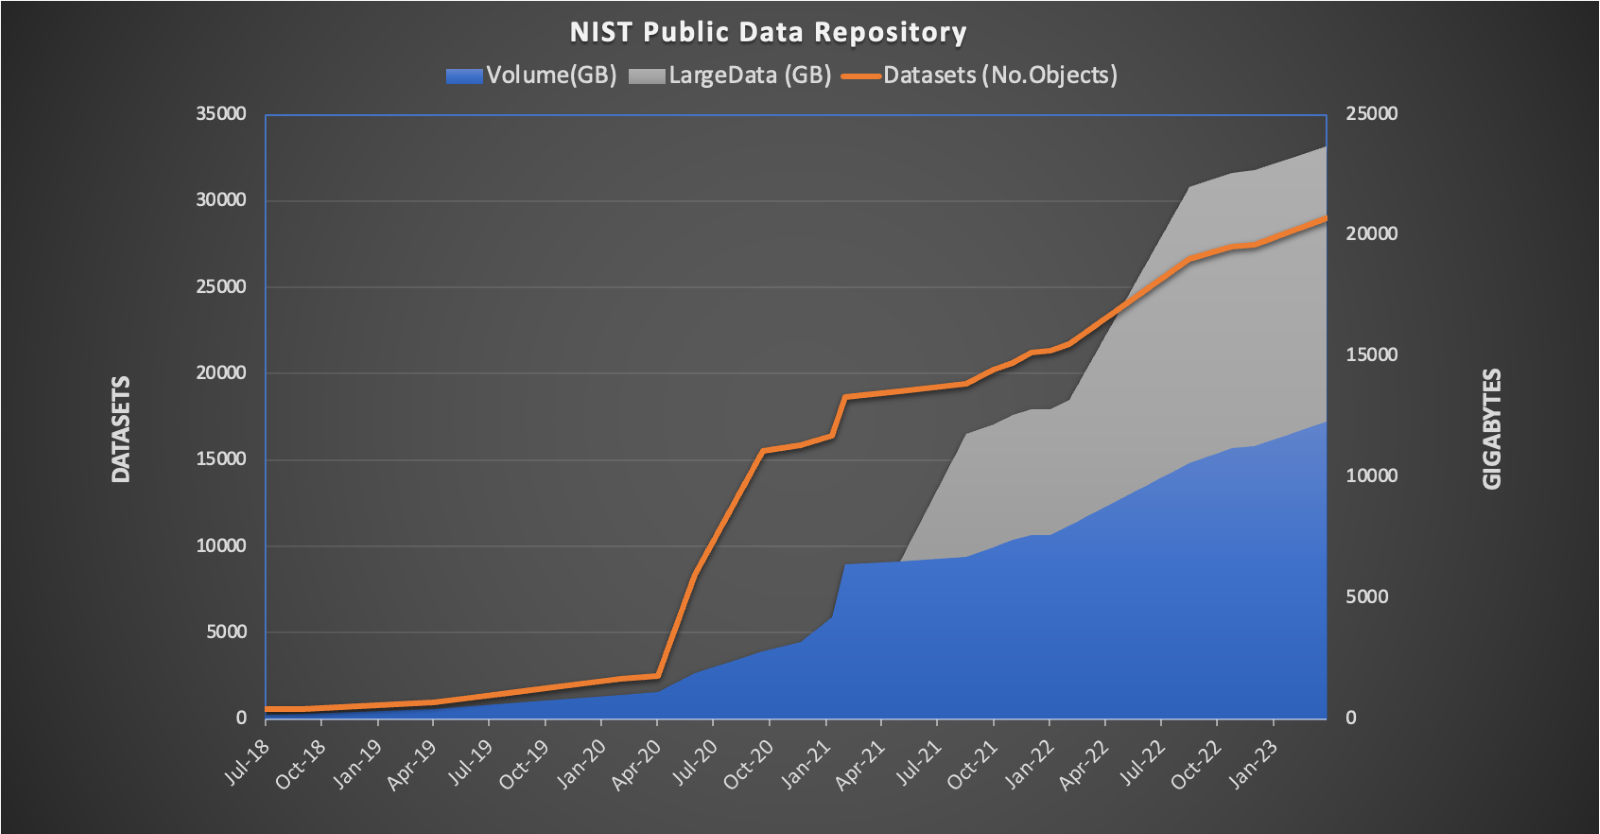 NIST Public Data Repository
Volume(GB) LargeData (GB) Datasets (No.Objects)
35000 25000
30000
20000
25000
20000
15000
15000
10000
10000
5000
5000
0 0
DATASETS
GIGABYTES
Jul-18 Oct-18 Jan-19 Apr-19 Jul-19 Oct-19 Jan-20 Apr-20 Jul-20 Oct-20 Jan-21 Apr-21 Jul-21 Oct-21 Jan-22 Apr-22 Jul-22 Oct-22 Jan-23